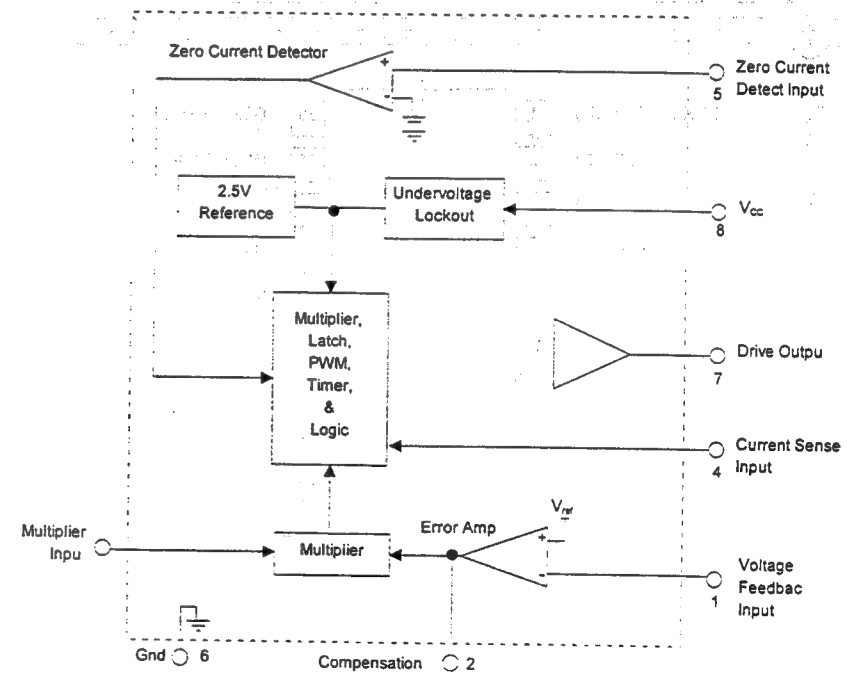 Zero Current Detector
+
-
Zero Current
Detect Input
5
2.5V
Reference
Undervoltage
Lockout
Vcc
8
Multiplier,
Latch,
PWM,
Timer,
&
Logic
Drive Outpu
7
Current Sense
Input
4
Multiplier
Inpu
Multiplier
Error Amp
Vref
+
-
Voltage
Feedbac
Input
1
Gnd 6
Compensation 2